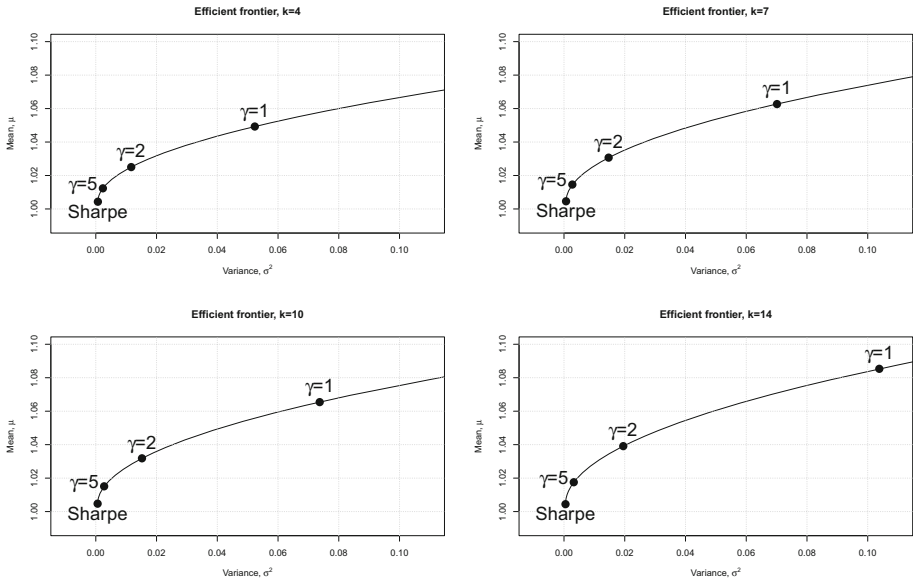 Efficient frontier, k=4
1.10
1.08
1.06
1.04
1.02
1.00
Mean, μ
γ=1
γ=2
γ=5
Sharpe
0.00 0.02 0.04 0.06 0.08 0.10
Variance, σ²
Efficient frontier, k=7
1.10
1.08
1.06
1.04
1.02
1.00
Mean, μ
γ=1
γ=2
γ=5
Sharpe
0.00 0.02 0.04 0.06 0.08 0.10
Variance, σ²
Efficient frontier, k=10
1.10
1.08
1.06
1.04
1.02
1.00
Mean, μ
γ=1
γ=2
γ=5
Sharpe
0.00 0.02 0.04 0.06 0.08 0.10
Variance, σ²
Efficient frontier, k=14
1.10
1.08
1.06
1.04
1.02
1.00
Mean, μ
γ=1
γ=2
γ=5
Sharpe
0.00 0.02 0.04 0.06 0.08 0.10
Variance, σ²